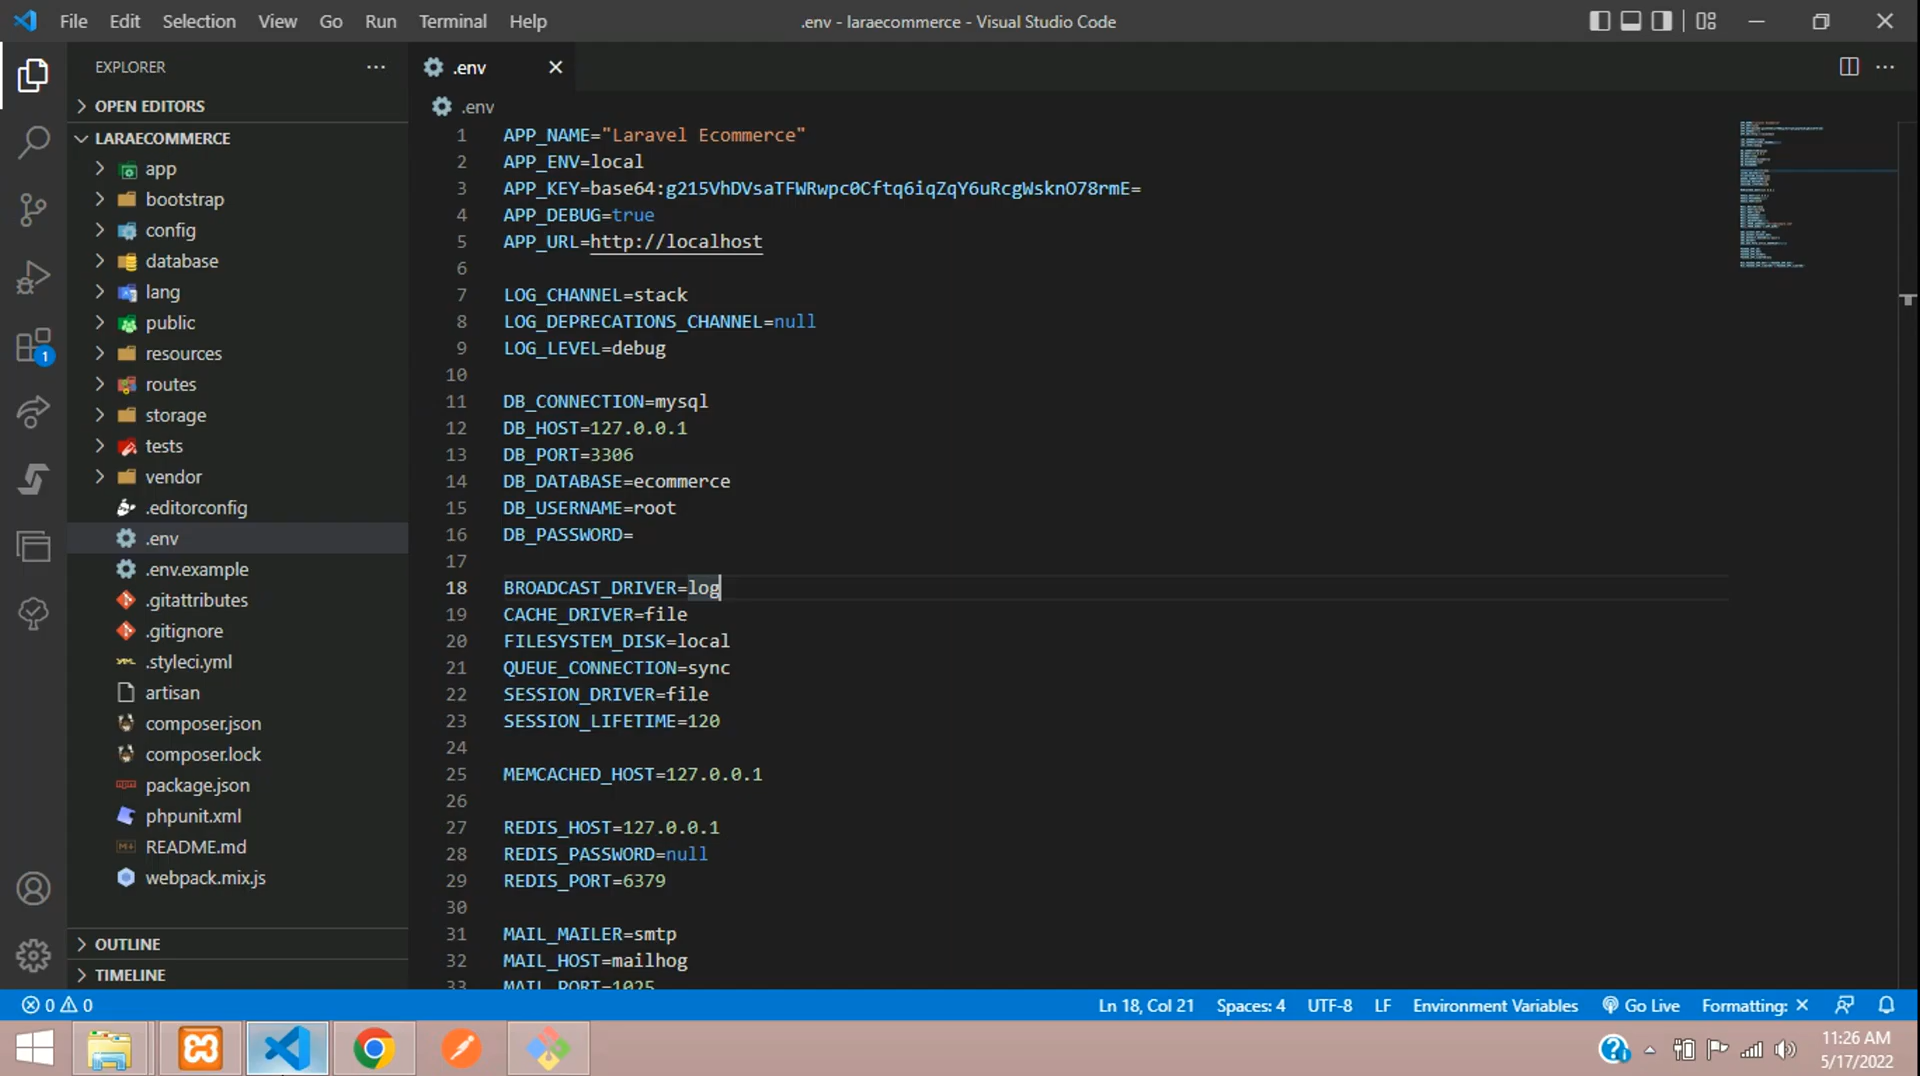 File Edit Selection View Go Run Terminal Help
.env - laraecommerce - Visual Studio Code
EXPLORER
.env
OPEN EDITORS
LARAECOMMERCE
app
bootstrap
config
database
lang
public
resources
routes
storage
tests
vendor
.editorconfig
.env
.env.example
.gitattributes
.gitignore
.styleci.yml
artisan
composer.json
composer.lock
package.json
phpunit.xml
README.md
webpack.mix.js
OUTLINE
TIMELINE
1
.env
1 APP_NAME="Laravel Ecommerce"
2 APP_ENV=local
3 APP_KEY=base64:g215VhDVsaTFWRwpc0Cftq6iqZqY6uRcgWsknO78rmE=
4 APP_DEBUG=true
5 APP_URL=http://localhost
6
7 LOG_CHANNEL=stack
8 LOG_DEPRECATIONS_CHANNEL=null
9 LOG_LEVEL=debug
10
11 DB_CONNECTION=mysql
12 DB_HOST=127.0.0.1
13 DB_PORT=3306
14 DB_DATABASE=ecommerce
15 DB_USERNAME=root
16 DB_PASSWORD=
17
18 BROADCAST_DRIVER=log
19 CACHE_DRIVER=file
20 FILESYSTEM_DISK=local
21 QUEUE_CONNECTION=sync
22 SESSION_DRIVER=file
23 SESSION_LIFETIME=120
24
25 MEMCACHED_HOST=127.0.0.1
26
27 REDIS_HOST=127.0.0.1
28 REDIS_PASSWORD=null
29 REDIS_PORT=6379
30
31 MAIL_MAILER=smtp
32 MAIL_HOST=mailhog
33 MAIL_PORT=1025
0 0
Ln 18, Col 21 Spaces: 4 UTF-8 LF Environment Variables Go Live Formatting: ×
11:26 AM
5/17/2022